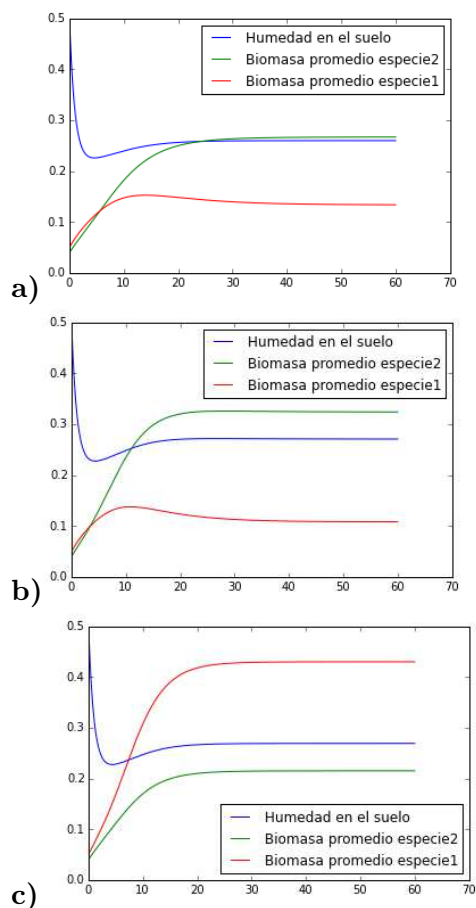 0.5
0.4
0.3
0.2
0.1
0.0
Humedad en el suelo
Biomasa promedio especie2
Biomasa promedio especie1
0 10 20 30 40 50 60 70
a)
0.5
0.4
0.3
0.2
0.1
0.0
Humedad en el suelo
Biomasa promedio especie2
Biomasa promedio especie1
0 10 20 30 40 50 60 70
b)
0.5
0.4
0.3
0.2
0.1
0.0
Humedad en el suelo
Biomasa promedio especie2
Biomasa promedio especie1
0 10 20 30 40 50 60 70
c)